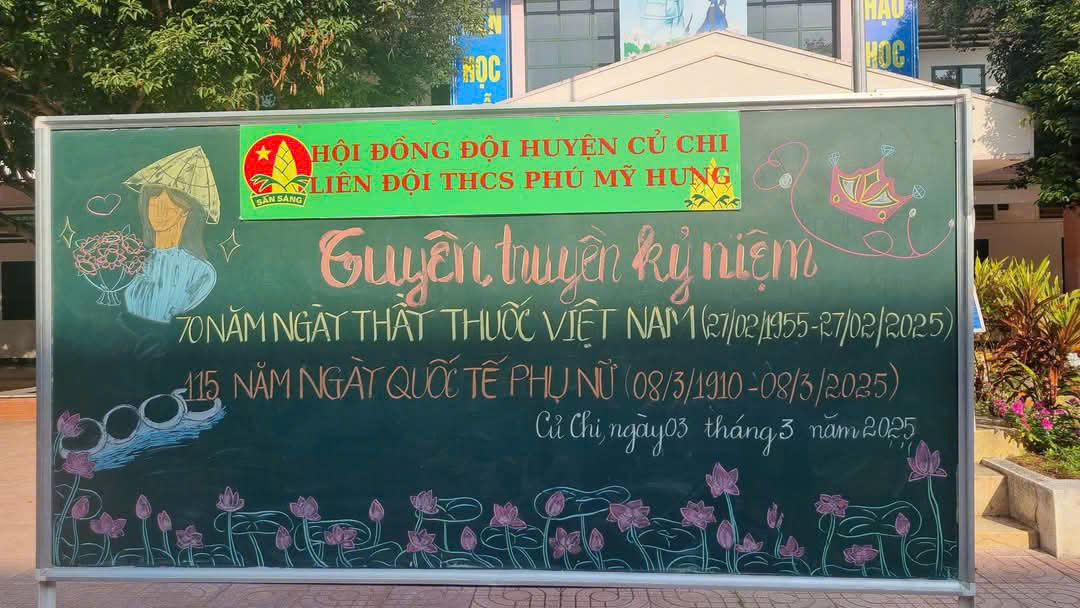 HỌC
HẠO
HỌC
HỘI ĐỒNG ĐỘI HUYỆN CỦ CHI
LIÊN ĐỘI THCS PHÚ MỸ HƯNG
SẴN SÀNG
Tuyên truyền kỷ niệm
70 NĂM NGÀY THẦY THUỐC VIỆT NAM (27/02/1955-27/02/2025)
115 NĂM NGÀY QUỐC TẾ PHỤ NỮ (08/3/1910-08/3/2025)
Củ Chi, ngày 03 tháng 3 năm 2025